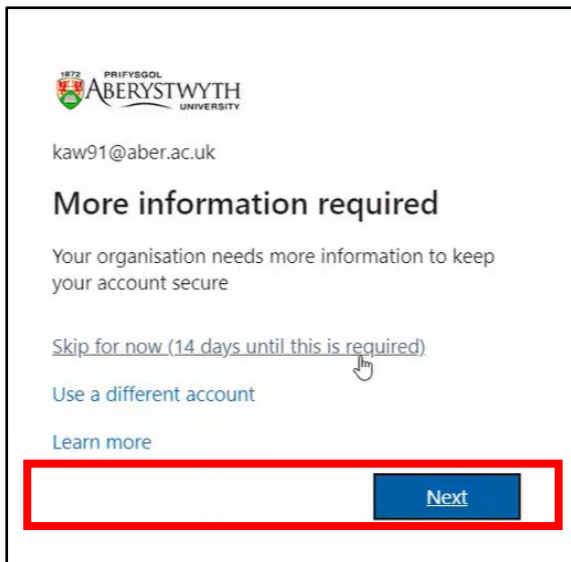 1872 PRIFYSGOL
ABERYSTWYTH
UNIVERSITY
kaw91@aber.ac.uk
More information required
Your organisation needs more information to keep
your account secure
Skip for now (14 days until this is required)
Use a different account
Learn more
Next